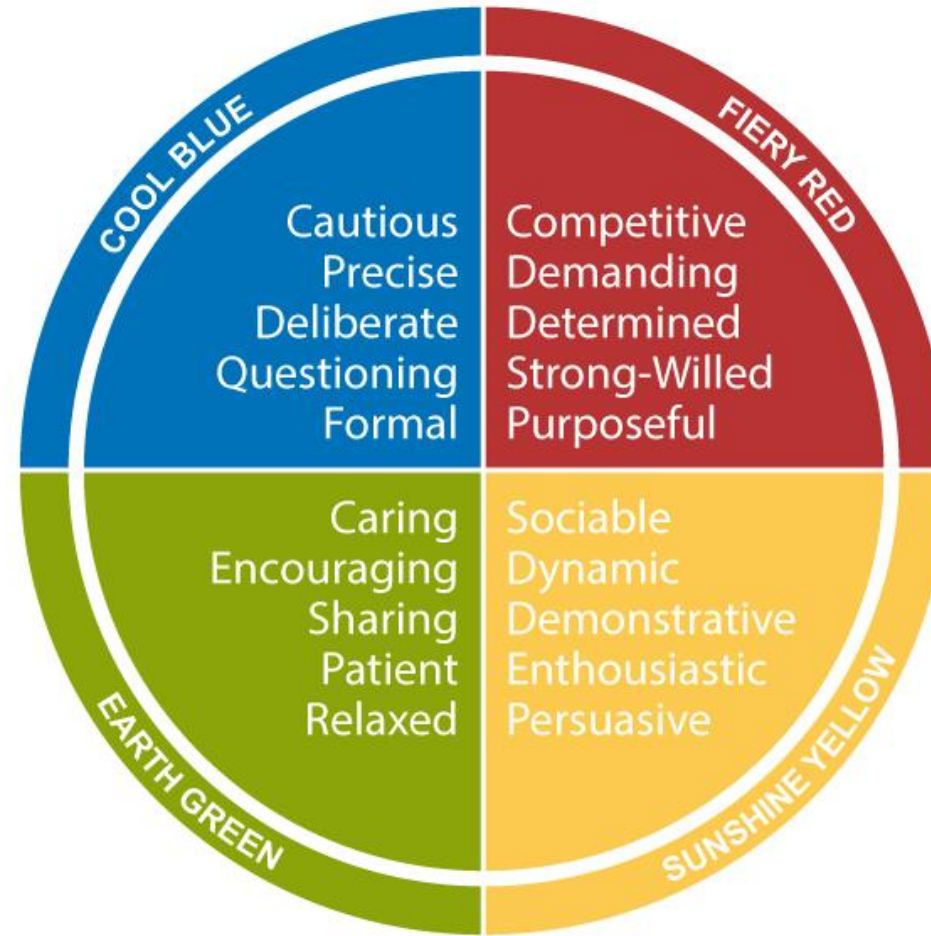 COOL BLUE
Cautious
Precise
Deliberate
Questioning
Formal
FIERY RED
Competitive
Demanding
Determined
Strong-Willed
Purposeful
EARTH GREEN
Caring
Encouraging
Sharing
Patient
Relaxed
SUNSHINE YELLOW
Sociable
Dynamic
Demonstrative
Enthousiastic
Persuasive